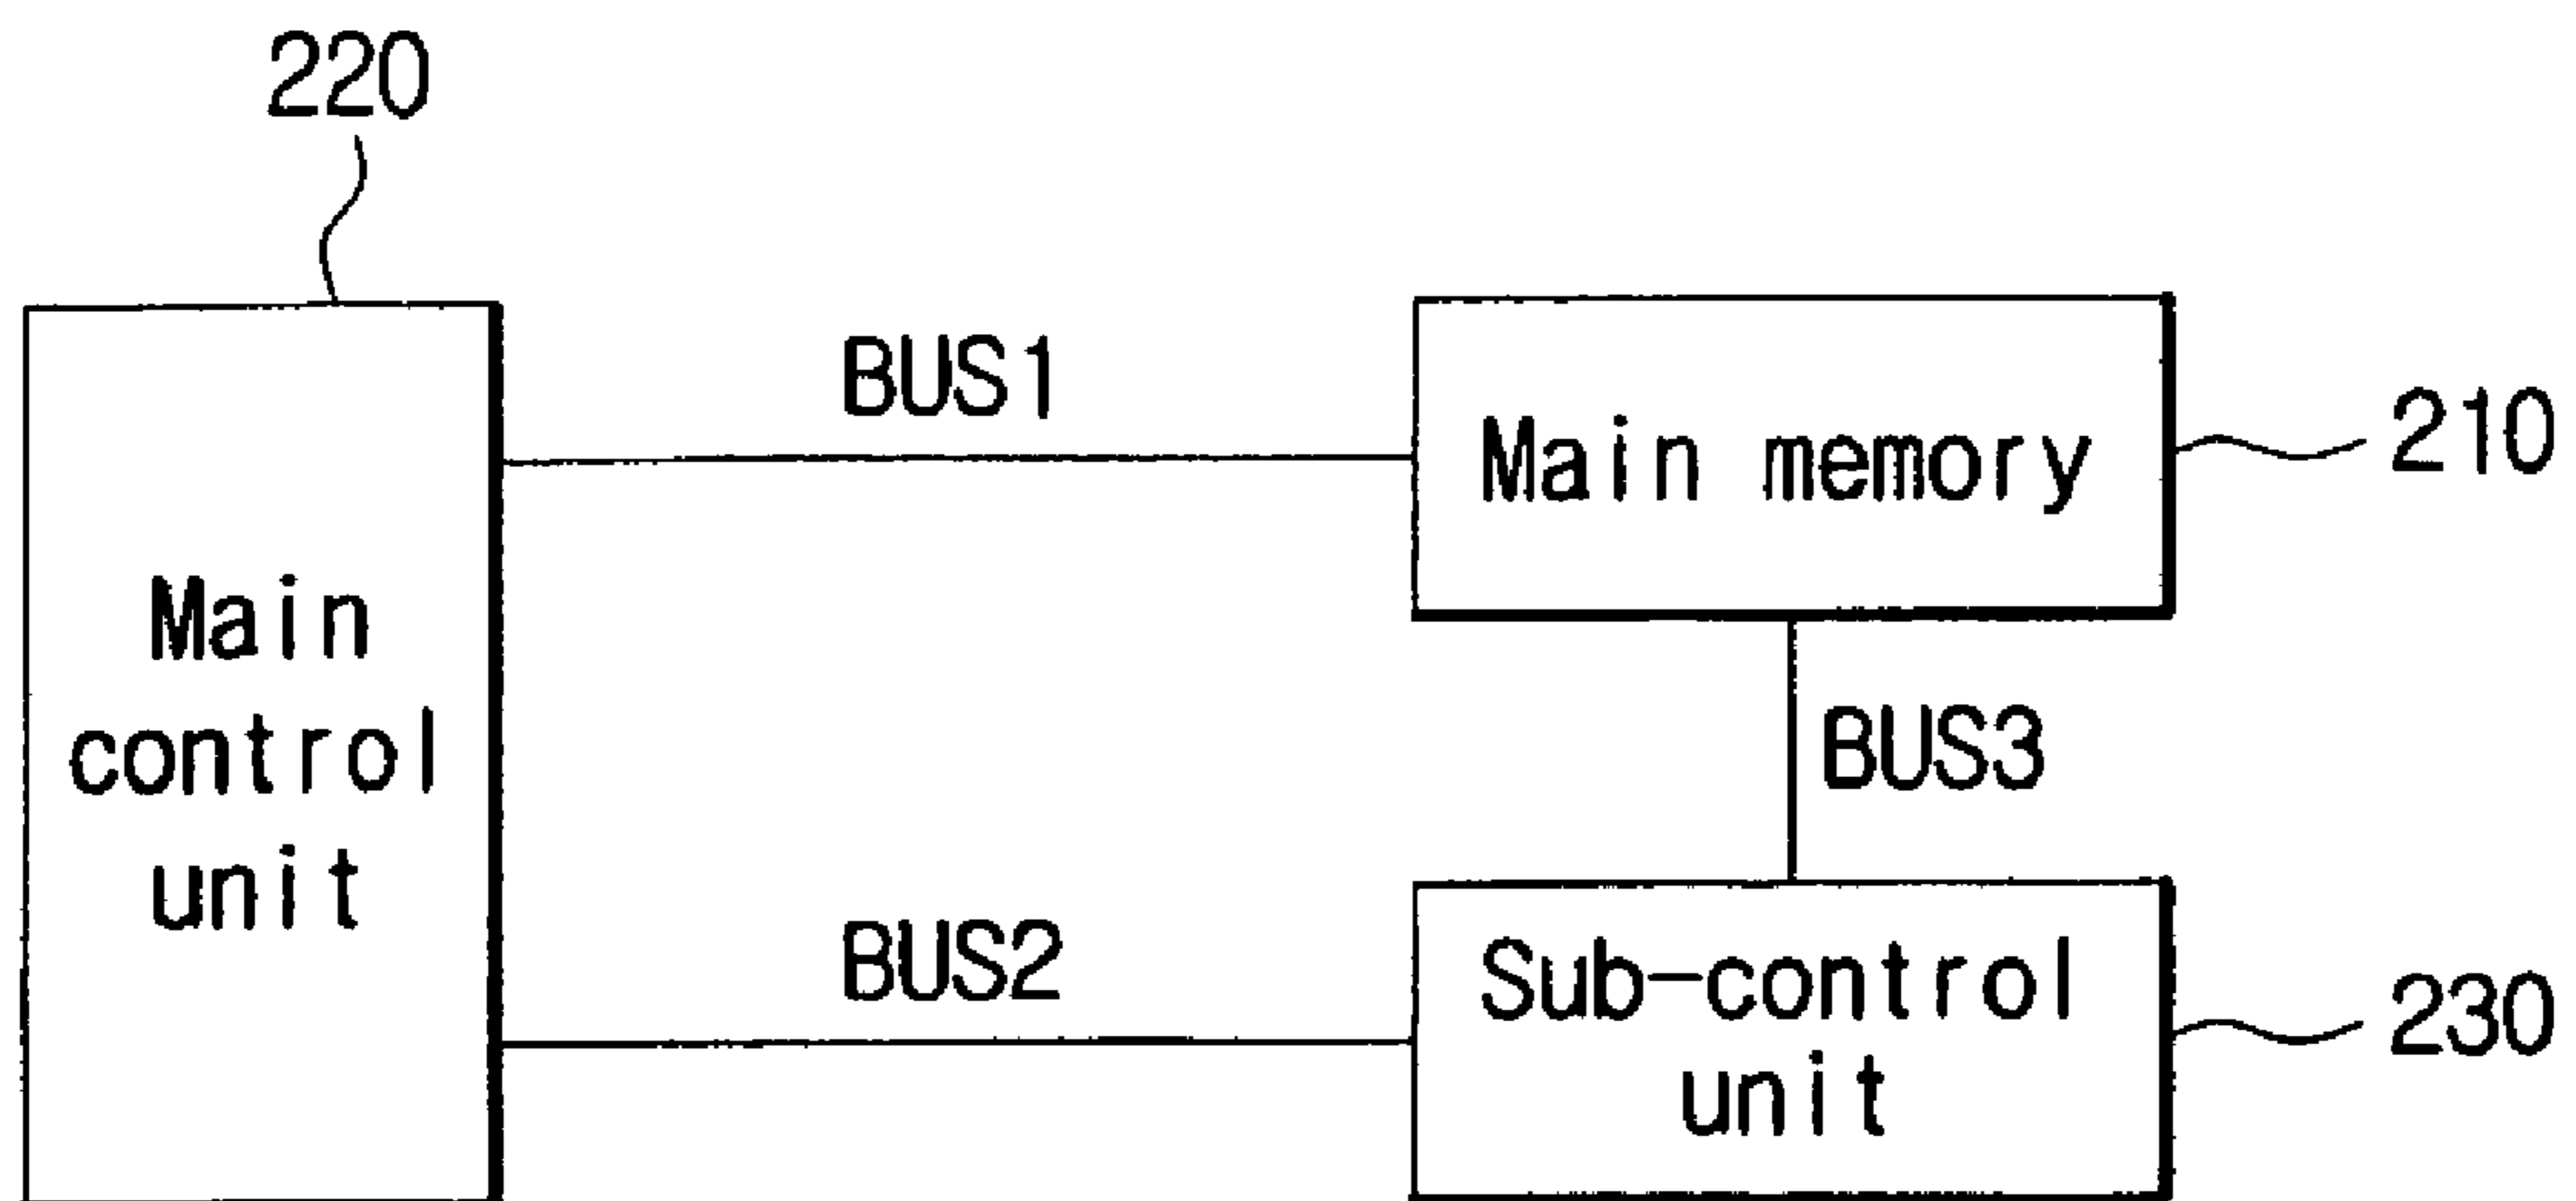 220
BUS1
Main memory
210
Main
control
unit
BUS3
BUS2
Sub-control
unit
230